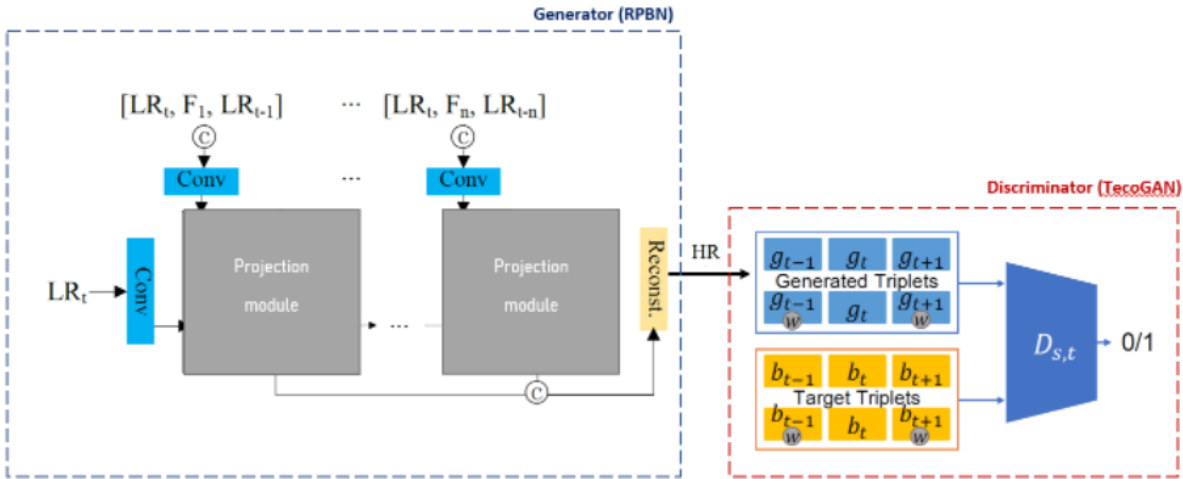 Generator (RPBN)
[LRt, F1, LRt-1] ... [LRt, Fn, LRt-n]
C C
Conv ... Conv
Discriminator (TecoGAN)
LRt
Conv
Projection
module
...
Projection
module
Reconst.
HR
C
gt-1 gt gt+1
Generated Triplets
gt-1 gt gt+1
w w
bt-1 bt bt+1
Target Triplets
bt-1 bt bt+1
w w
Ds,t
0/1